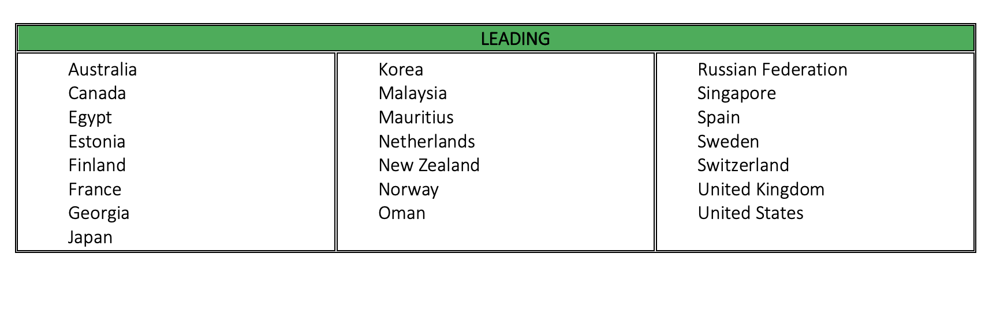 LEADING
Australia
Canada
Egypt
Estonia
Finland
France
Georgia
Japan
Korea
Malaysia
Mauritius
Netherlands
New Zealand
Norway
Oman
Russian Federation
Singapore
Spain
Sweden
Switzerland
United Kingdom
United States